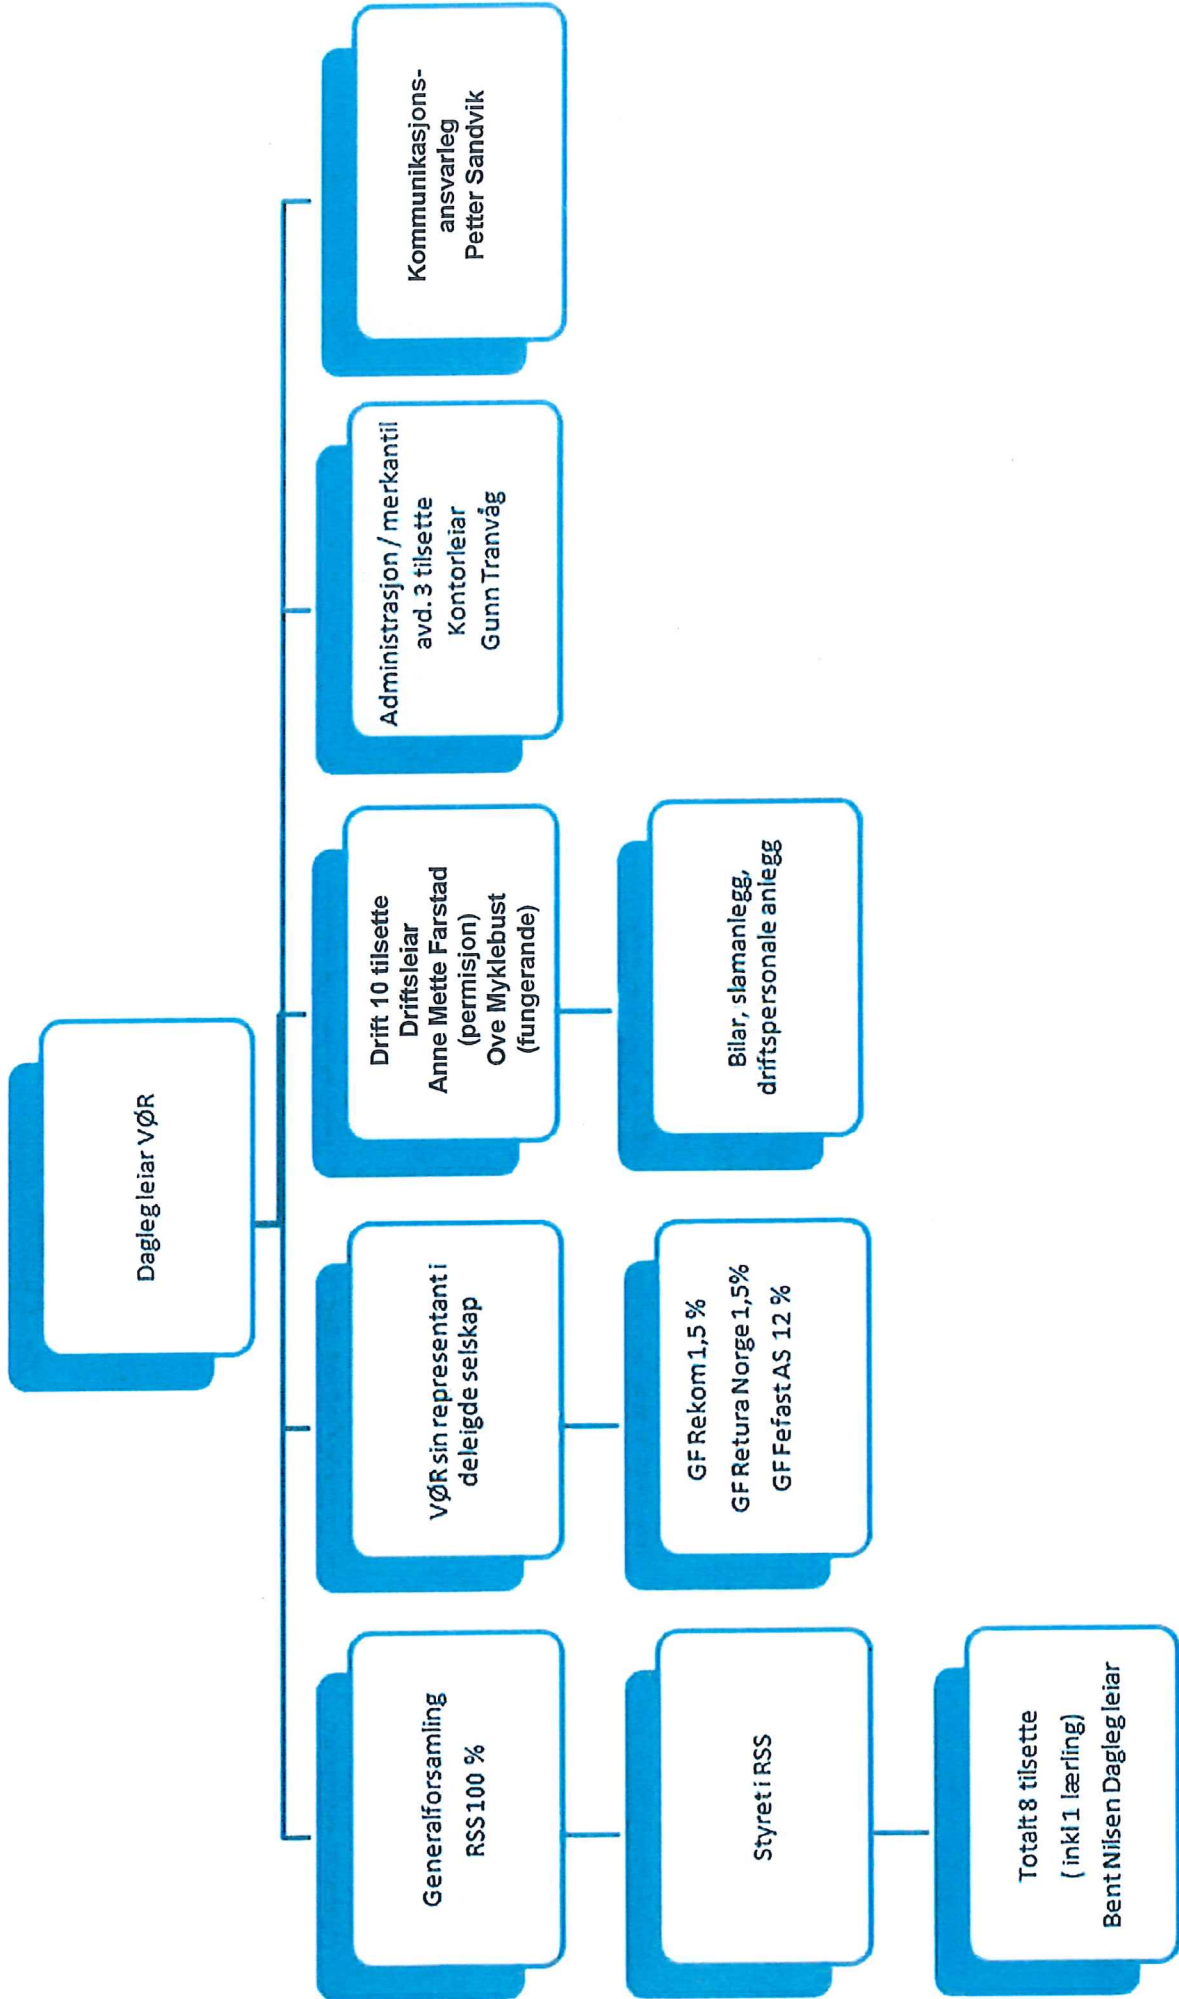 Dagleg leiar VØR
Generalforsamling
RSS 100 %
Styret i RSS
Totalt 8 tilsette
( inkl 1 lærling)
Bent Nilsen Dagleg leiar
VØR sin representant i
deleigde selskap
GF Rekom 1,5 %
GF Retura Norge 1,5%
GF Fefast AS 12 %
Drift 10 tilsette
Driftsleiar
Anne Mette Farstad
(permisjon)
Ove Myklebust
(fungerande)
Bilar, slamanlegg,
driftspersonale anlegg
Administrasjon / merkantil
avd. 3 tilsette
Kontorleiar
Gunn Tranvåg
Kommunikasjons-
ansvarleg
Petter Sandvik